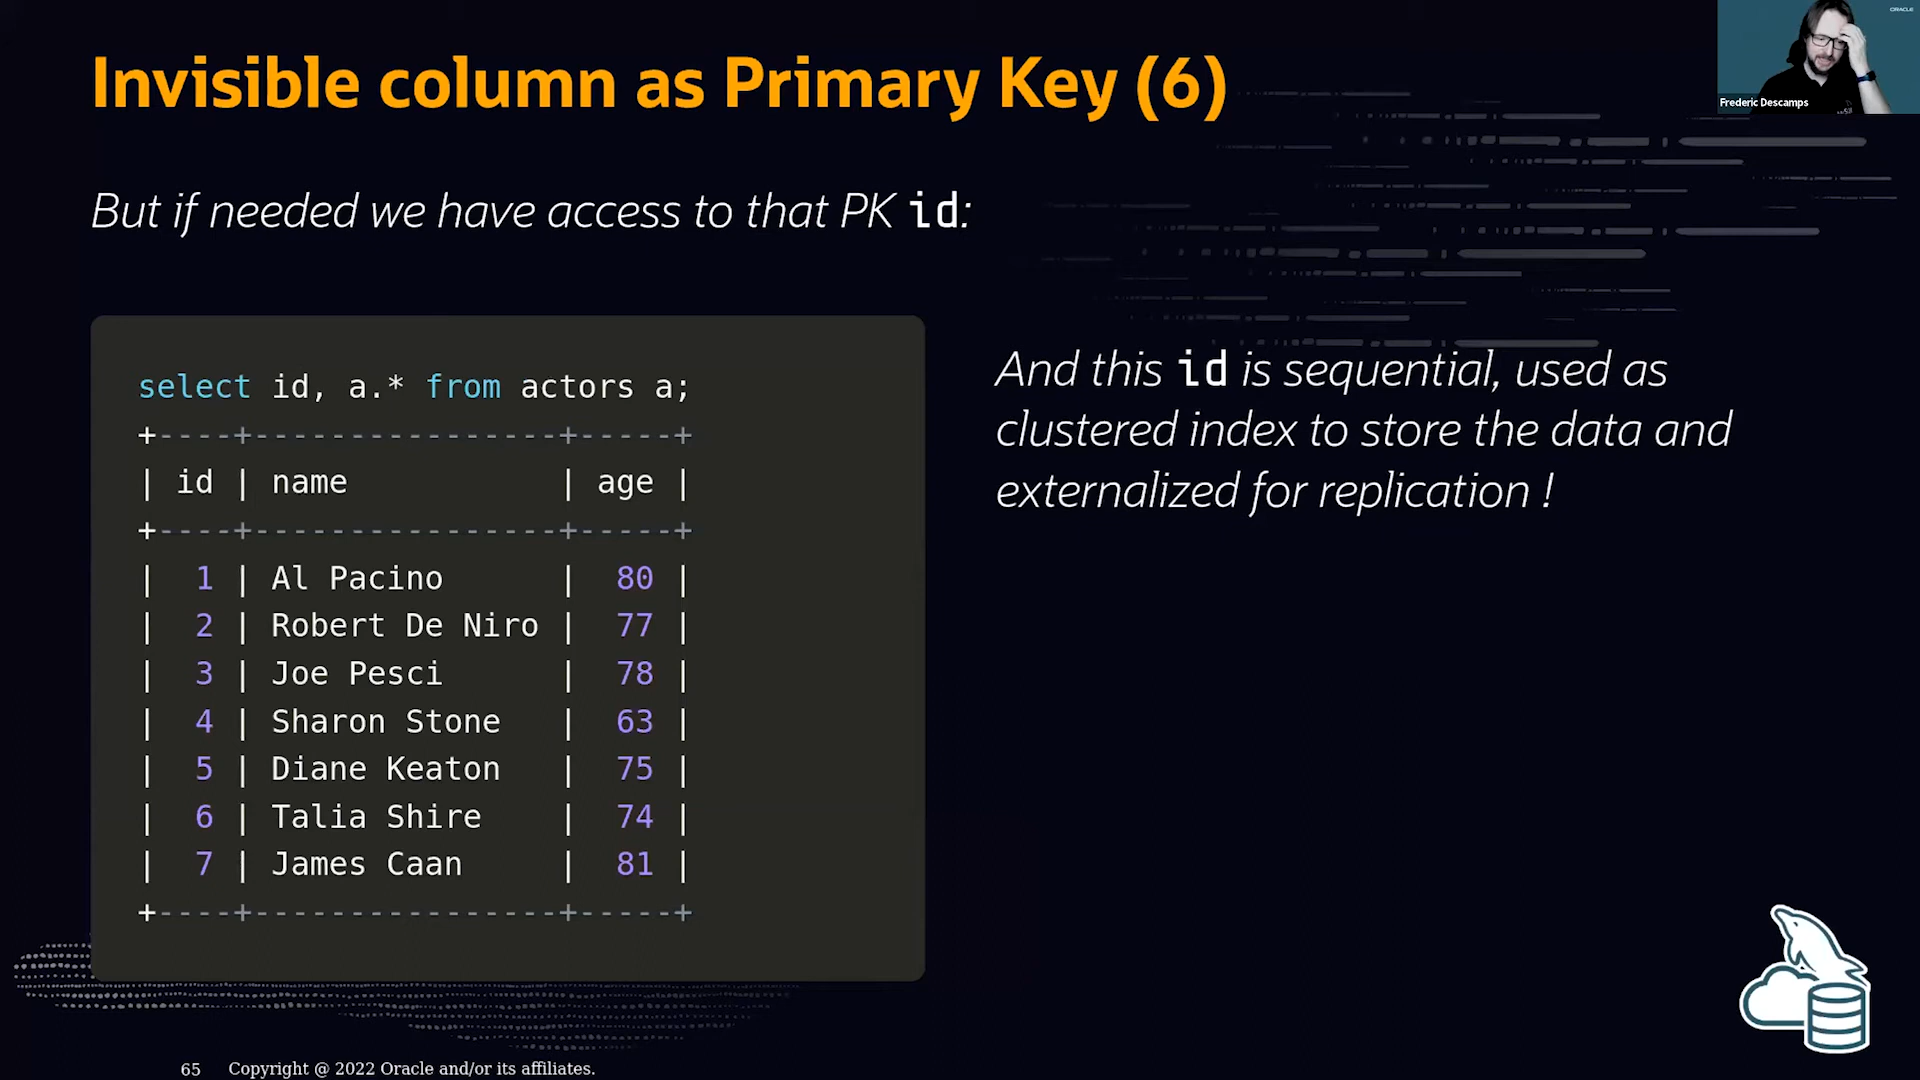 Invisible column as Primary Key (6)
ORACLE
Frederic Descamps
But if needed we have access to that PK id:
select id, a.* from actors a;
+----+----------------+-----+
| id | name           | age |
+----+----------------+-----+
|  1 | Al Pacino      |  80 |
|  2 | Robert De Niro |  77 |
|  3 | Joe Pesci      |  78 |
|  4 | Sharon Stone   |  63 |
|  5 | Diane Keaton   |  75 |
|  6 | Talia Shire    |  74 |
|  7 | James Caan     |  81 |
+----+----------------+-----+
And this id is sequential, used as
clustered index to store the data and
externalized for replication !
65 Copyright @ 2022 Oracle and/or its affiliates.